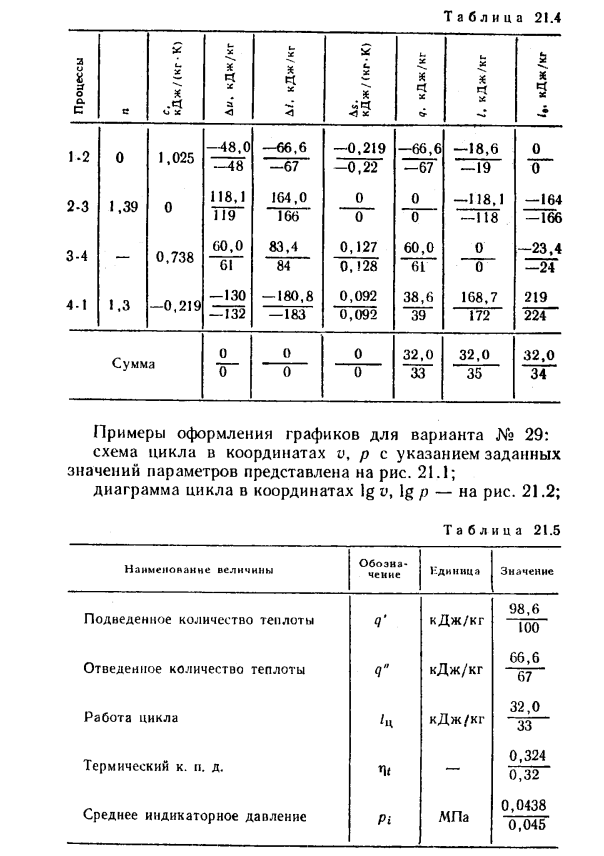 Таблица 21.4
Процессы | n | c, кДж/(кг·К) | Δu, кДж/кг | Δi, кДж/кг | Δs, кДж/(кг·К) | q, кДж/кг | l, кДж/кг | l₀, кДж/кг
1-2 | 0 | 1,025 | —48,0/—48 | —66,6/—67 | —0,219/—0,22 | —66,6/—67 | —18,6/—19 | 0/0
2-3 | 1,39 | 0 | 118,1/119 | 164,0/166 | 0/0 | 0/0 | —118,1/—118 | —164/—166
3-4 | — | 0,738 | 60,0/61 | 83,4/84 | 0,127/0,128 | 60,0/61 | 0/0 | —23,4/—24
4-1 | 1,3 | —0,219 | —130/—132 | —180,8/—183 | 0,092/0,092 | 38,6/39 | 168,7/172 | 219/224
Сумма | 0/0 | 0/0 | 0/0 | 32,0/33 | 32,0/35 | 32,0/34
Примеры оформления графиков для варианта № 29:
схема цикла в координатах v, p с указанием заданных
значений параметров представлена на рис. 21.1;
диаграмма цикла в координатах lg v, lg p — на рис. 21.2;
Таблица 21.5
Наименование величины | Обозна-чение | Единица | Значение
Подведенное количество теплоты | q' | кДж/кг | 98,6/100
Отведенное количество теплоты | q" | кДж/кг | 66,6/67
Работа цикла | lц | кДж/кг | 32,0/33
Термический к. п. д. | ηt | — | 0,324/0,32
Среднее индикаторное давление | pi | МПа | 0,0438/0,045